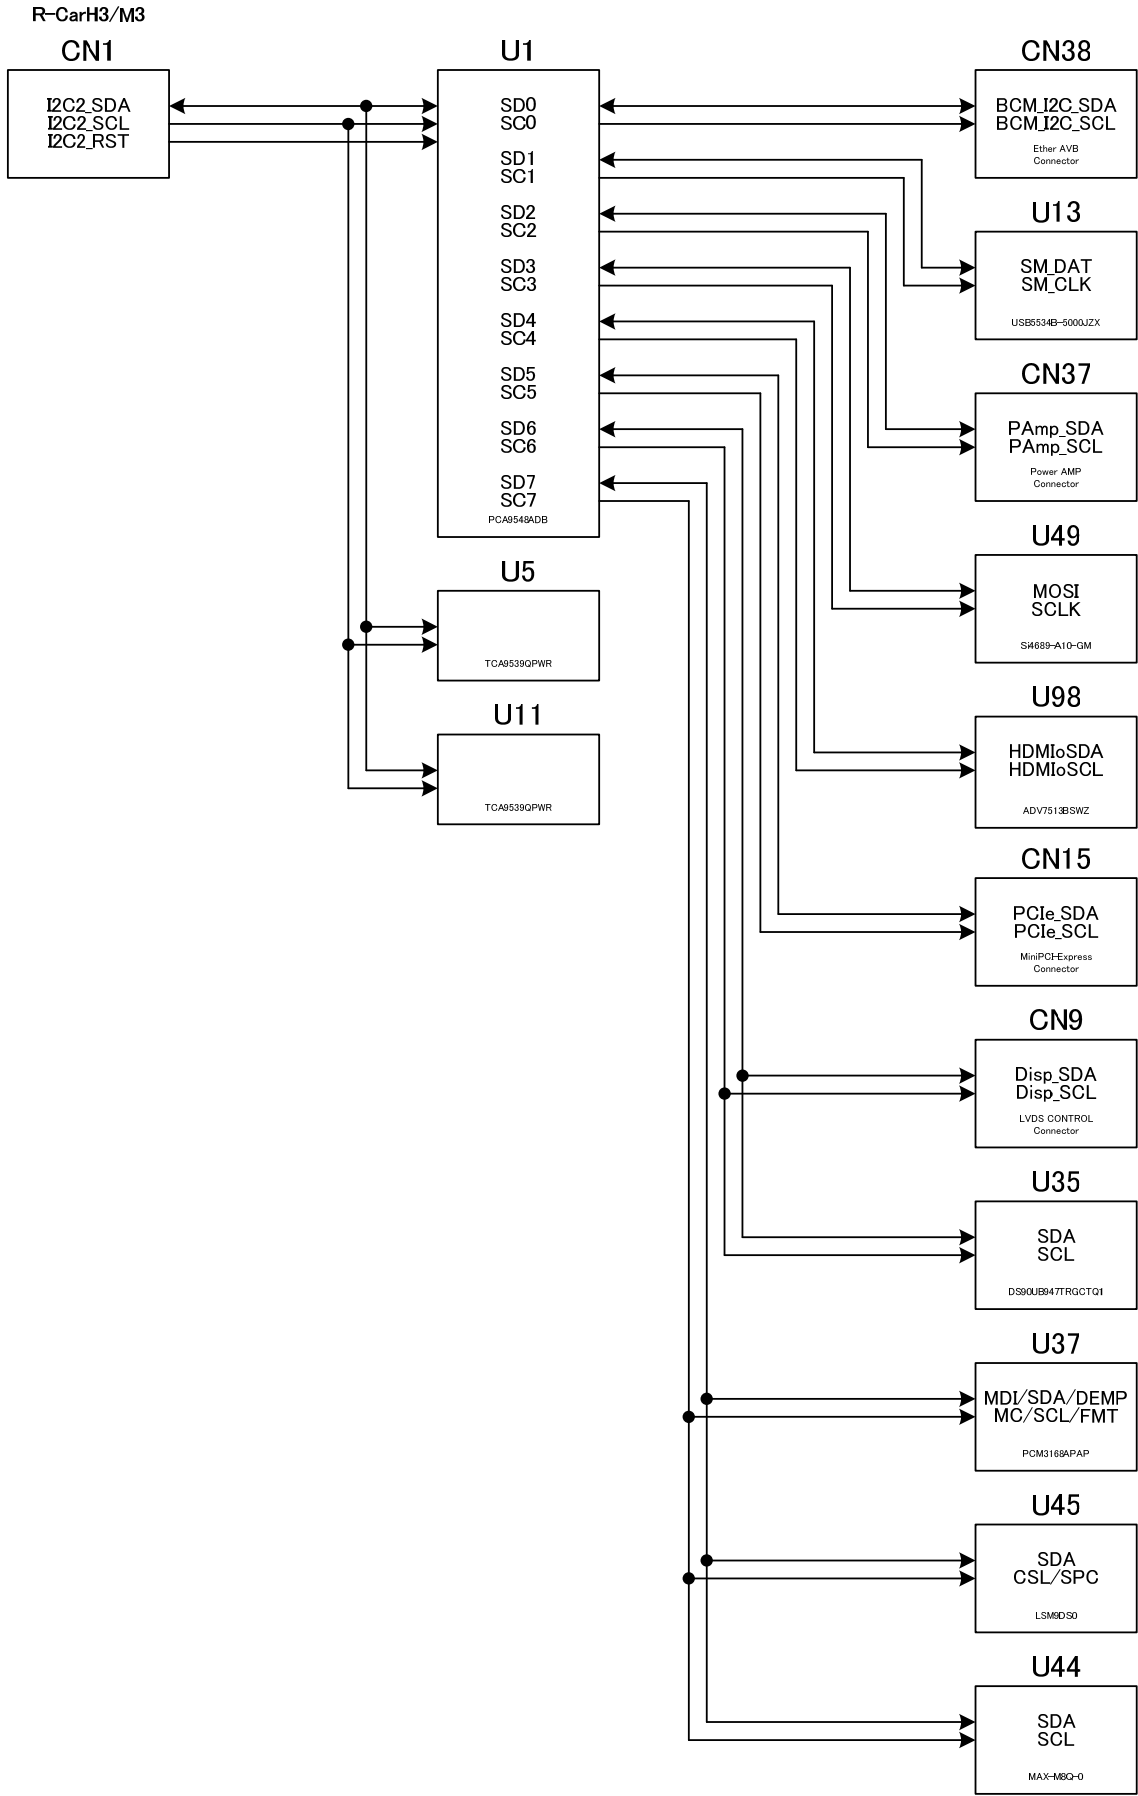 R-CarH3/M3
CN1
I2C2_SDA
I2C2_SCL
I2C2_RST
U1
SD0
SC0
SD1
SC1
SD2
SC2
SD3
SC3
SD4
SC4
SD5
SC5
SD6
SC6
SD7
SC7
PCA9548ADB
U5
TCA9539QPWR
U11
TCA9539QPWR
CN38
BCM_I2C_SDA
BCM_I2C_SCL
Ether AVB
Connector
U13
SM_DAT
SM_CLK
USB5534B-5000JZX
CN37
PAmp_SDA
PAmp_SCL
Power AMP
Connector
U49
MOSI
SCLK
Si4689-A10-GM
U98
HDMIoSDA
HDMIoSCL
ADV7513BSWZ
CN15
PCIe_SDA
PCIe_SCL
MiniPCI-Express
Connector
CN9
Disp_SDA
Disp_SCL
LVDS CONTROL
Connector
U35
SDA
SCL
DS90UB947TRGCTQ1
U37
MDI/SDA/DEMP
MC/SCL/FMT
PCM3168APAP
U45
SDA
CSL/SPC
LSM9DS0
U44
SDA
SCL
MAX-M8Q-0